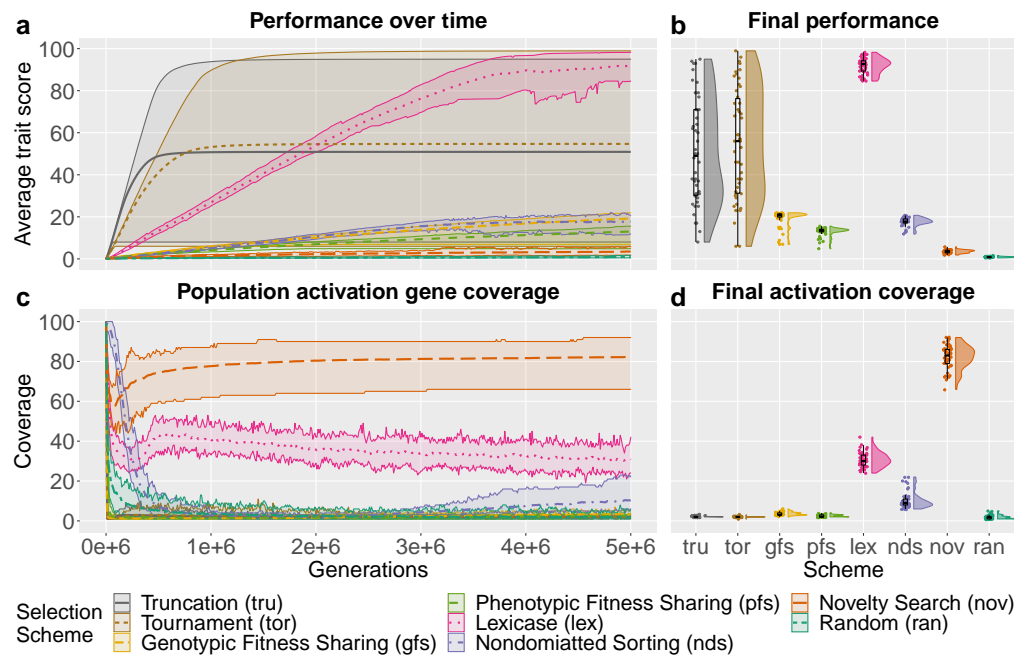 a
Performance over time
b
Final performance
Average trait score
100
80
60
40
20
0
c
Population activation gene coverage
d
Final activation coverage
Coverage
100
80
60
40
20
0
0e+6 1e+6 2e+6 3e+6 4e+6 5e+6
Generations
tru tor gfs pfs lex nds nov ran
Scheme
Selection Scheme
Truncation (tru)
Tournament (tor)
Genotypic Fitness Sharing (gfs)
Phenotypic Fitness Sharing (pfs)
Lexicase (lex)
Nondomiatted Sorting (nds)
Novelty Search (nov)
Random (ran)